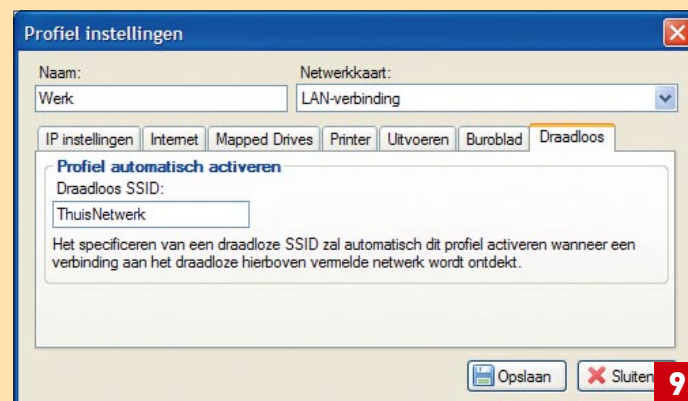 Profiel instellingen
Naam:
Netwerkkaart:
Werk
LAN-verbinding
IP instellingen Internet Mapped Drives Printer Uitvoeren Buroblad Draadloos
Profiel automatisch activeren
Draadloos SSID:
ThuisNetwerk
Het specificeren van een draadloze SSID zal automatisch dit profiel activeren wanneer een
verbinding aan het draadloze hierboven vermelde netwerk wordt ontdekt.
Opslaan
Sluiten
9